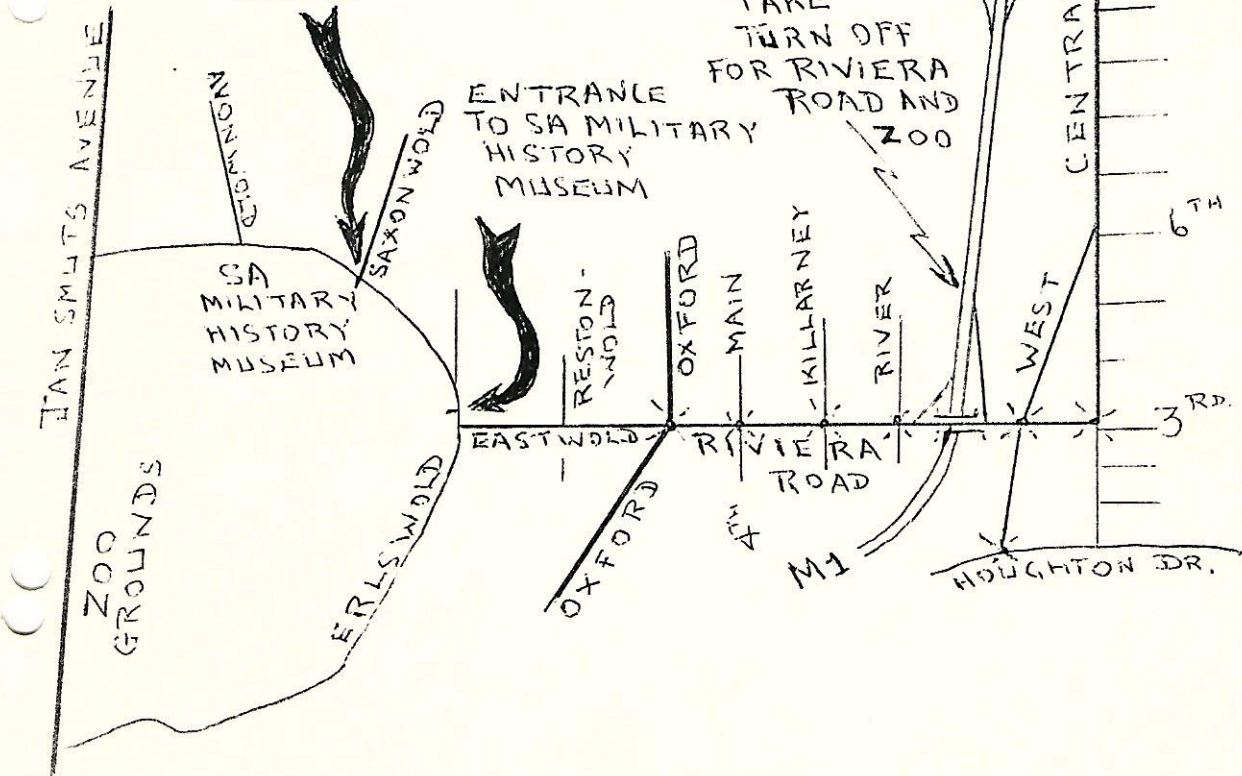 JAN SMUTS AVENUE
TAKE
TURN OFF
FOR RIVIERA
ROAD AND
ZOO
CENTRA
ENTRANCE
TO SA MILITARY
HISTORY
MUSEUM
SAXONWOLD
6TH
SA
MILITARY
HISTORY
MUSEUM
RESTON-
WOLD
OXFORD
MAIN
KILLARNEY
RIVER
WEST
3RD.
EASTWOLD
RIVIERA
ROAD
ERLSWOLD
OXFORD
4TH
M1
HOUGHTON DR.
ZOO
GROUNDS